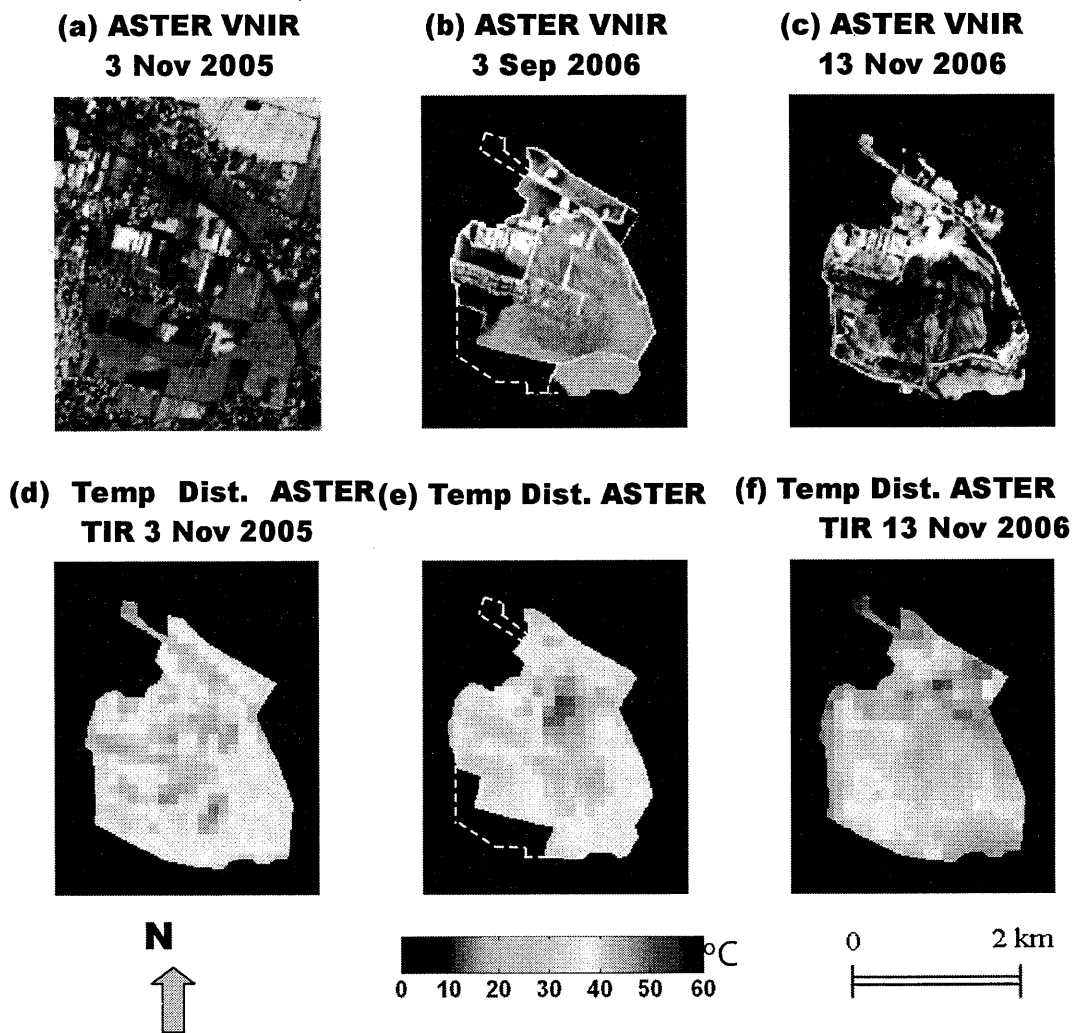 (a) ASTER VNIR
3 Nov 2005
(b) ASTER VNIR
3 Sep 2006
(c) ASTER VNIR
13 Nov 2006
(d) Temp Dist. ASTER
TIR 3 Nov 2005
(e) Temp Dist. ASTER
(f) Temp Dist. ASTER
TIR 13 Nov 2006
N
°C
0 10 20 30 40 50 60
0 2 km